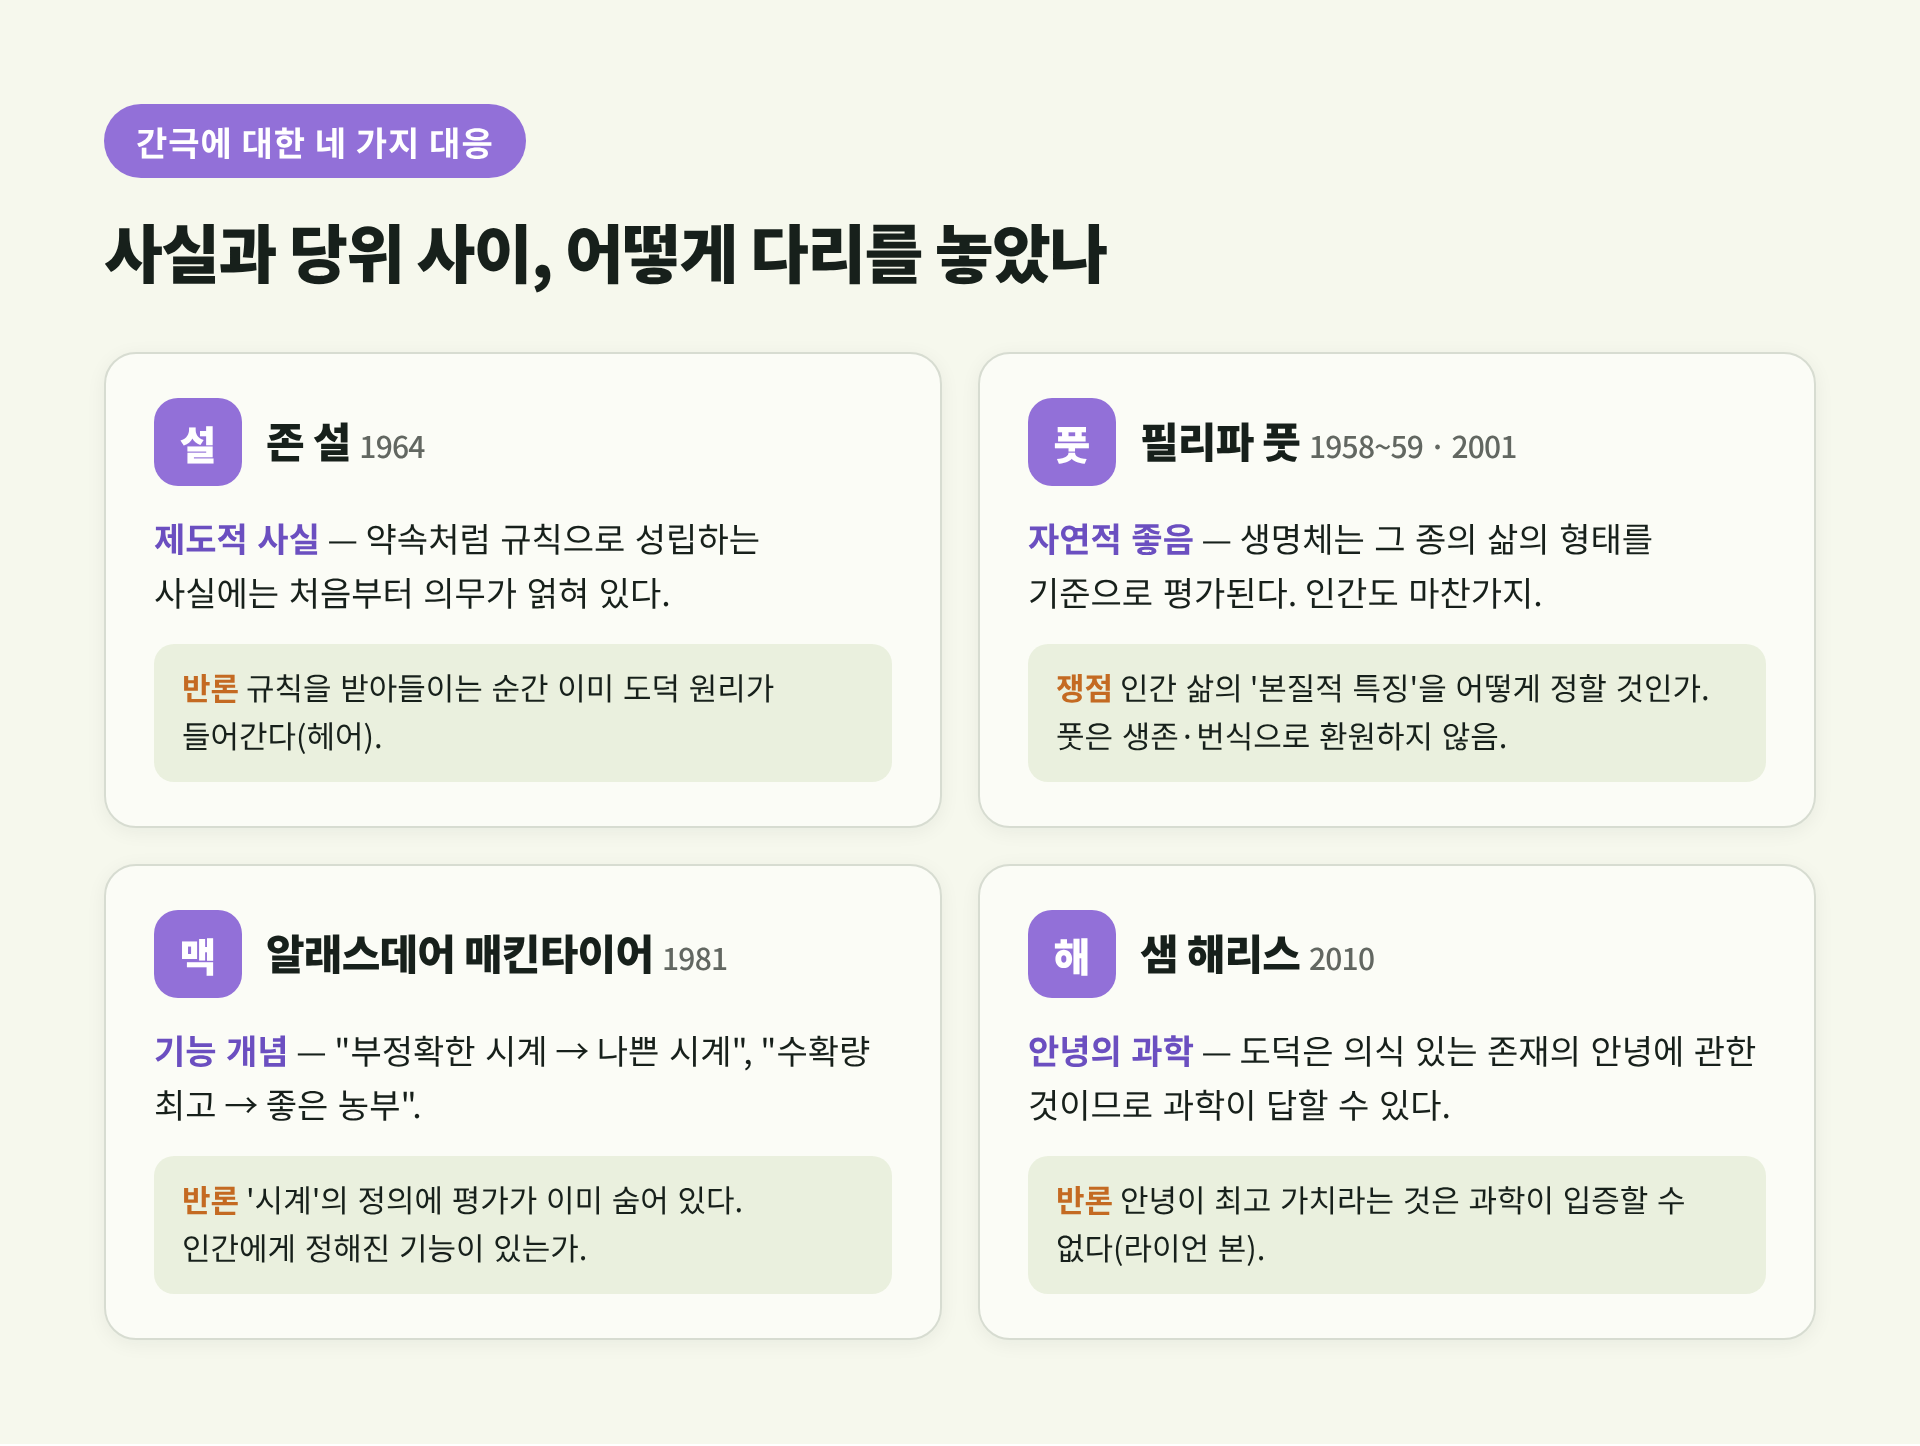 간극에 대한 네 가지 대응
사실과 당위 사이, 어떻게 다리를 놓았나
설
존 설 1964
제도적 사실 — 약속처럼 규칙으로 성립하는
사실에는 처음부터 의무가 얽혀 있다.
반론 규칙을 받아들이는 순간 이미 도덕 원리가
들어간다(헤어).
풋
필리파 풋 1958~59 · 2001
자연적 좋음 — 생명체는 그 종의 삶의 형태를
기준으로 평가된다. 인간도 마찬가지.
쟁점 인간 삶의 '본질적 특징'을 어떻게 정할 것인가.
풋은 생존·번식으로 환원하지 않음.
맥
알래스데어 매킨타이어 1981
기능 개념 — "부정확한 시계 → 나쁜 시계", "수확량
최고 → 좋은 농부".
반론 '시계'의 정의에 평가가 이미 숨어 있다.
인간에게 정해진 기능이 있는가.
해
샘 해리스 2010
안녕의 과학 — 도덕은 의식 있는 존재의 안녕에 관한
것이므로 과학이 답할 수 있다.
반론 안녕이 최고 가치라는 것은 과학이 입증할 수
없다(라이언 본).